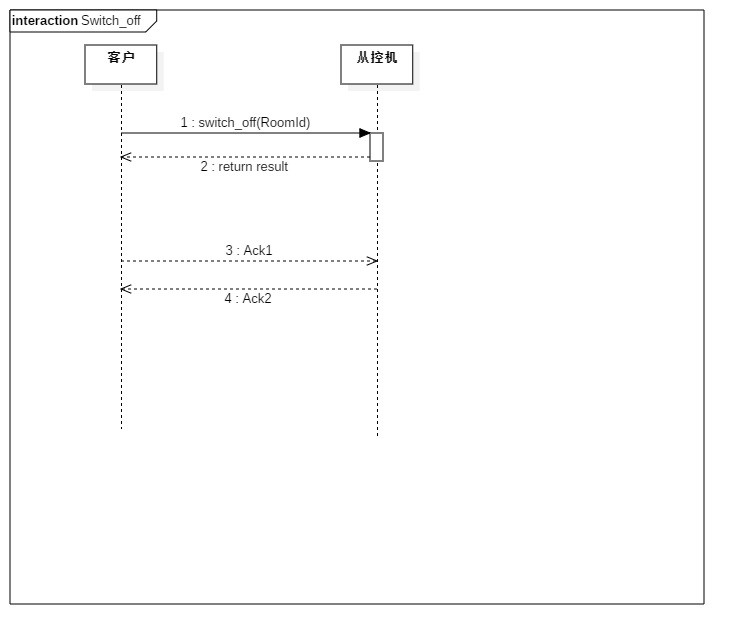 interaction Switch_off
客户
从控机
1 : switch_off(RoomId)
2 : return result
3 : Ack1
4 : Ack2